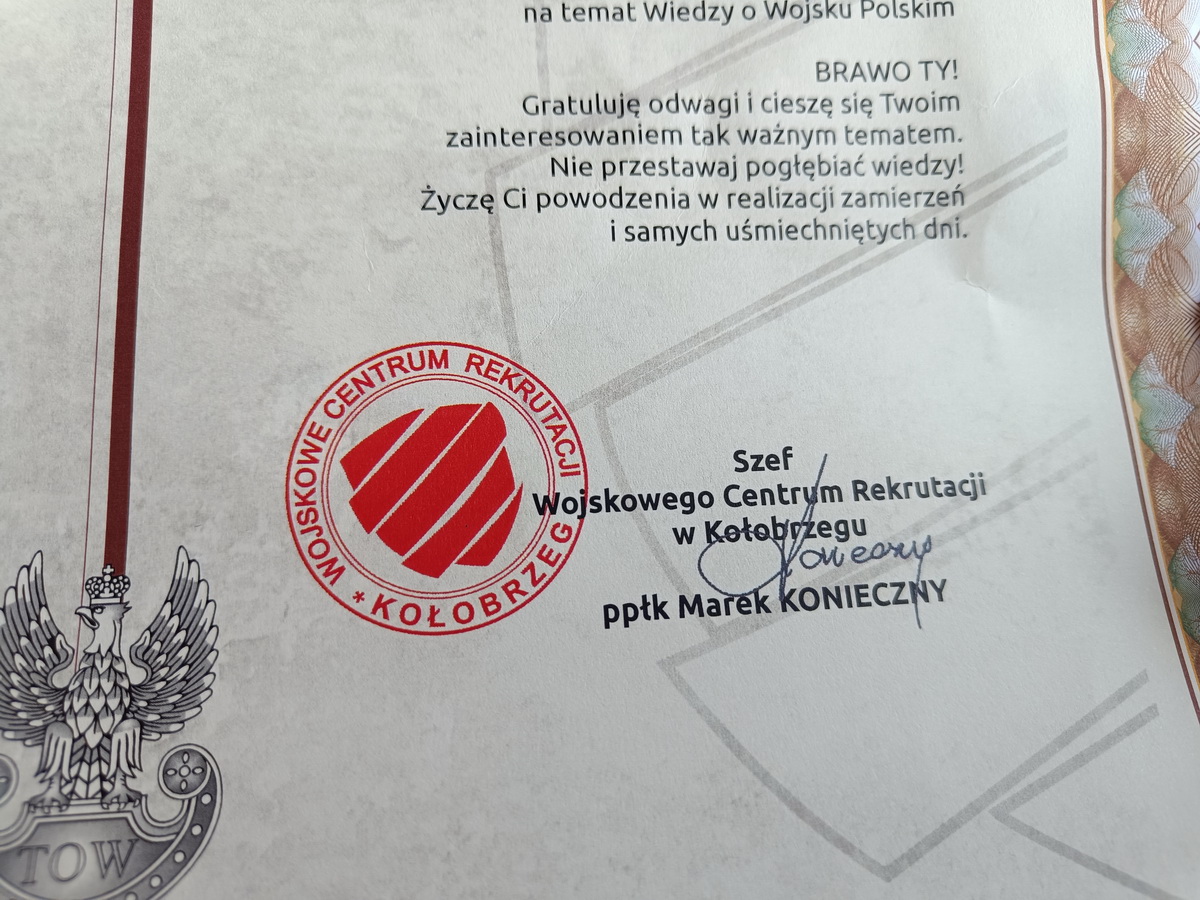 na temat Wiedzy o Wojsku Polskim
BRAWO TY!
Gratuluję odwagi i cieszę się Twoim
zainteresowaniem tak ważnym tematem.
Nie przestawaj pogłębiać wiedzy!
Życzę Ci powodzenia w realizacji zamierzeń
i samych uśmiechniętych dni.
WOJSKOWE CENTRUM REKRUTACJI
* KOŁOBRZEG
Szef
Wojskowego Centrum Rekrutacji
w Kołobrzegu
ppłk Marek KONIECZNY
TOW